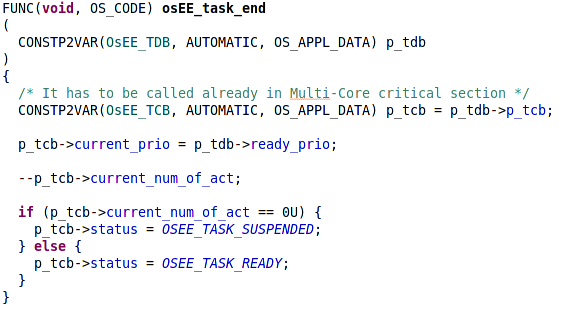 FUNC(void, OS_CODE) osEE_task_end
(
  CONSTP2VAR(OsEE_TDB, AUTOMATIC, OS_APPL_DATA) p_tdb
)
{
  /* It has to be called already in Multi-Core critical section */
  CONSTP2VAR(OsEE_TCB, AUTOMATIC, OS_APPL_DATA) p_tcb = p_tdb->p_tcb;

  p_tcb->current_prio = p_tdb->ready_prio;

  --p_tcb->current_num_of_act;

  if (p_tcb->current_num_of_act == 0U) {
    p_tcb->status = OSEE_TASK_SUSPENDED;
  } else {
    p_tcb->status = OSEE_TASK_READY;
  }
}